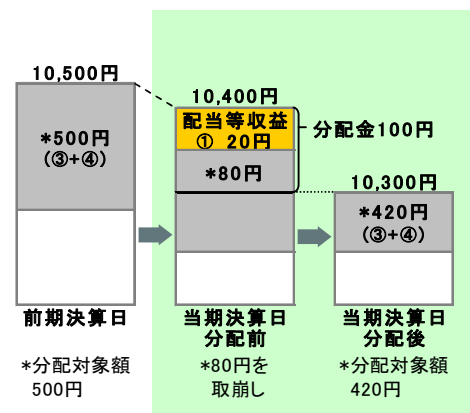 10,500円
*500円
(③+④)
前期決算日
*分配対象額
500円
10,400円
配当等収益
① 20円
*80円
分配金100円
当期決算日
分配前
*80円を
取崩し
10,300円
*420円
(③+④)
当期決算日
分配後
*分配対象額
420円